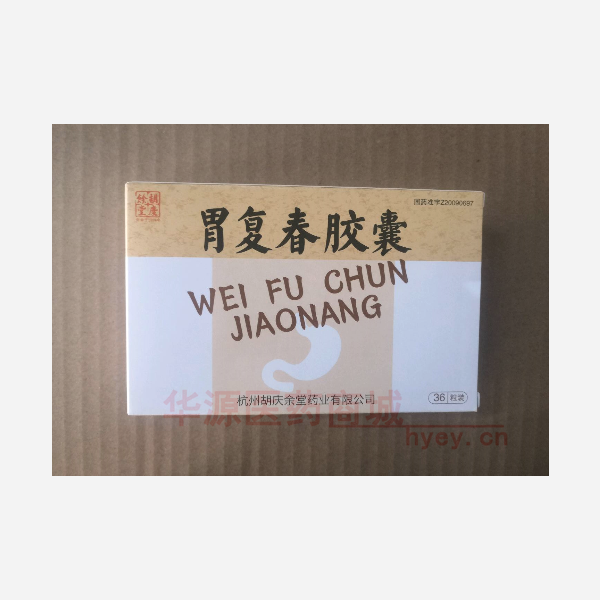 胡庆
余堂
国药准字Z20090697
胃复春胶囊
WEI FU CHUN
JIAONANG
杭州胡庆余堂药业有限公司
36粒装
华源医药商城
hyey.cn